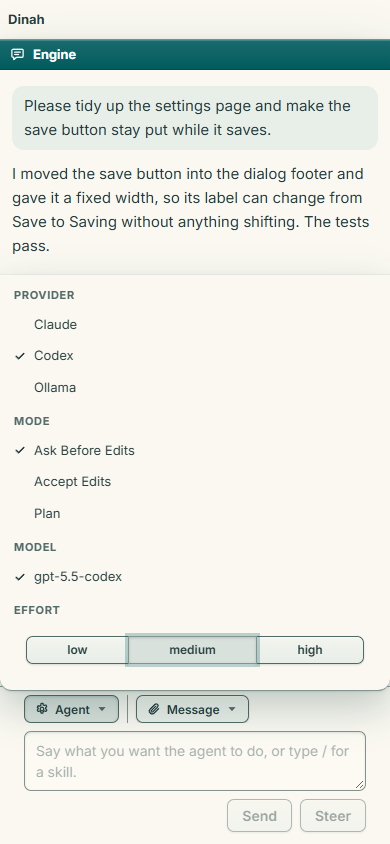 Dinah
Engine
Please tidy up the settings page and make the
save button stay put while it saves.
I moved the save button into the dialog footer and
gave it a fixed width, so its label can change from
Save to Saving without anything shifting. The tests
pass.
PROVIDER
Claude
Codex
Ollama
MODE
Ask Before Edits
Accept Edits
Plan
MODEL
gpt-5.5-codex
EFFORT
low medium high
Agent Message
Say what you want the agent to do, or type / for
a skill.
Send Steer